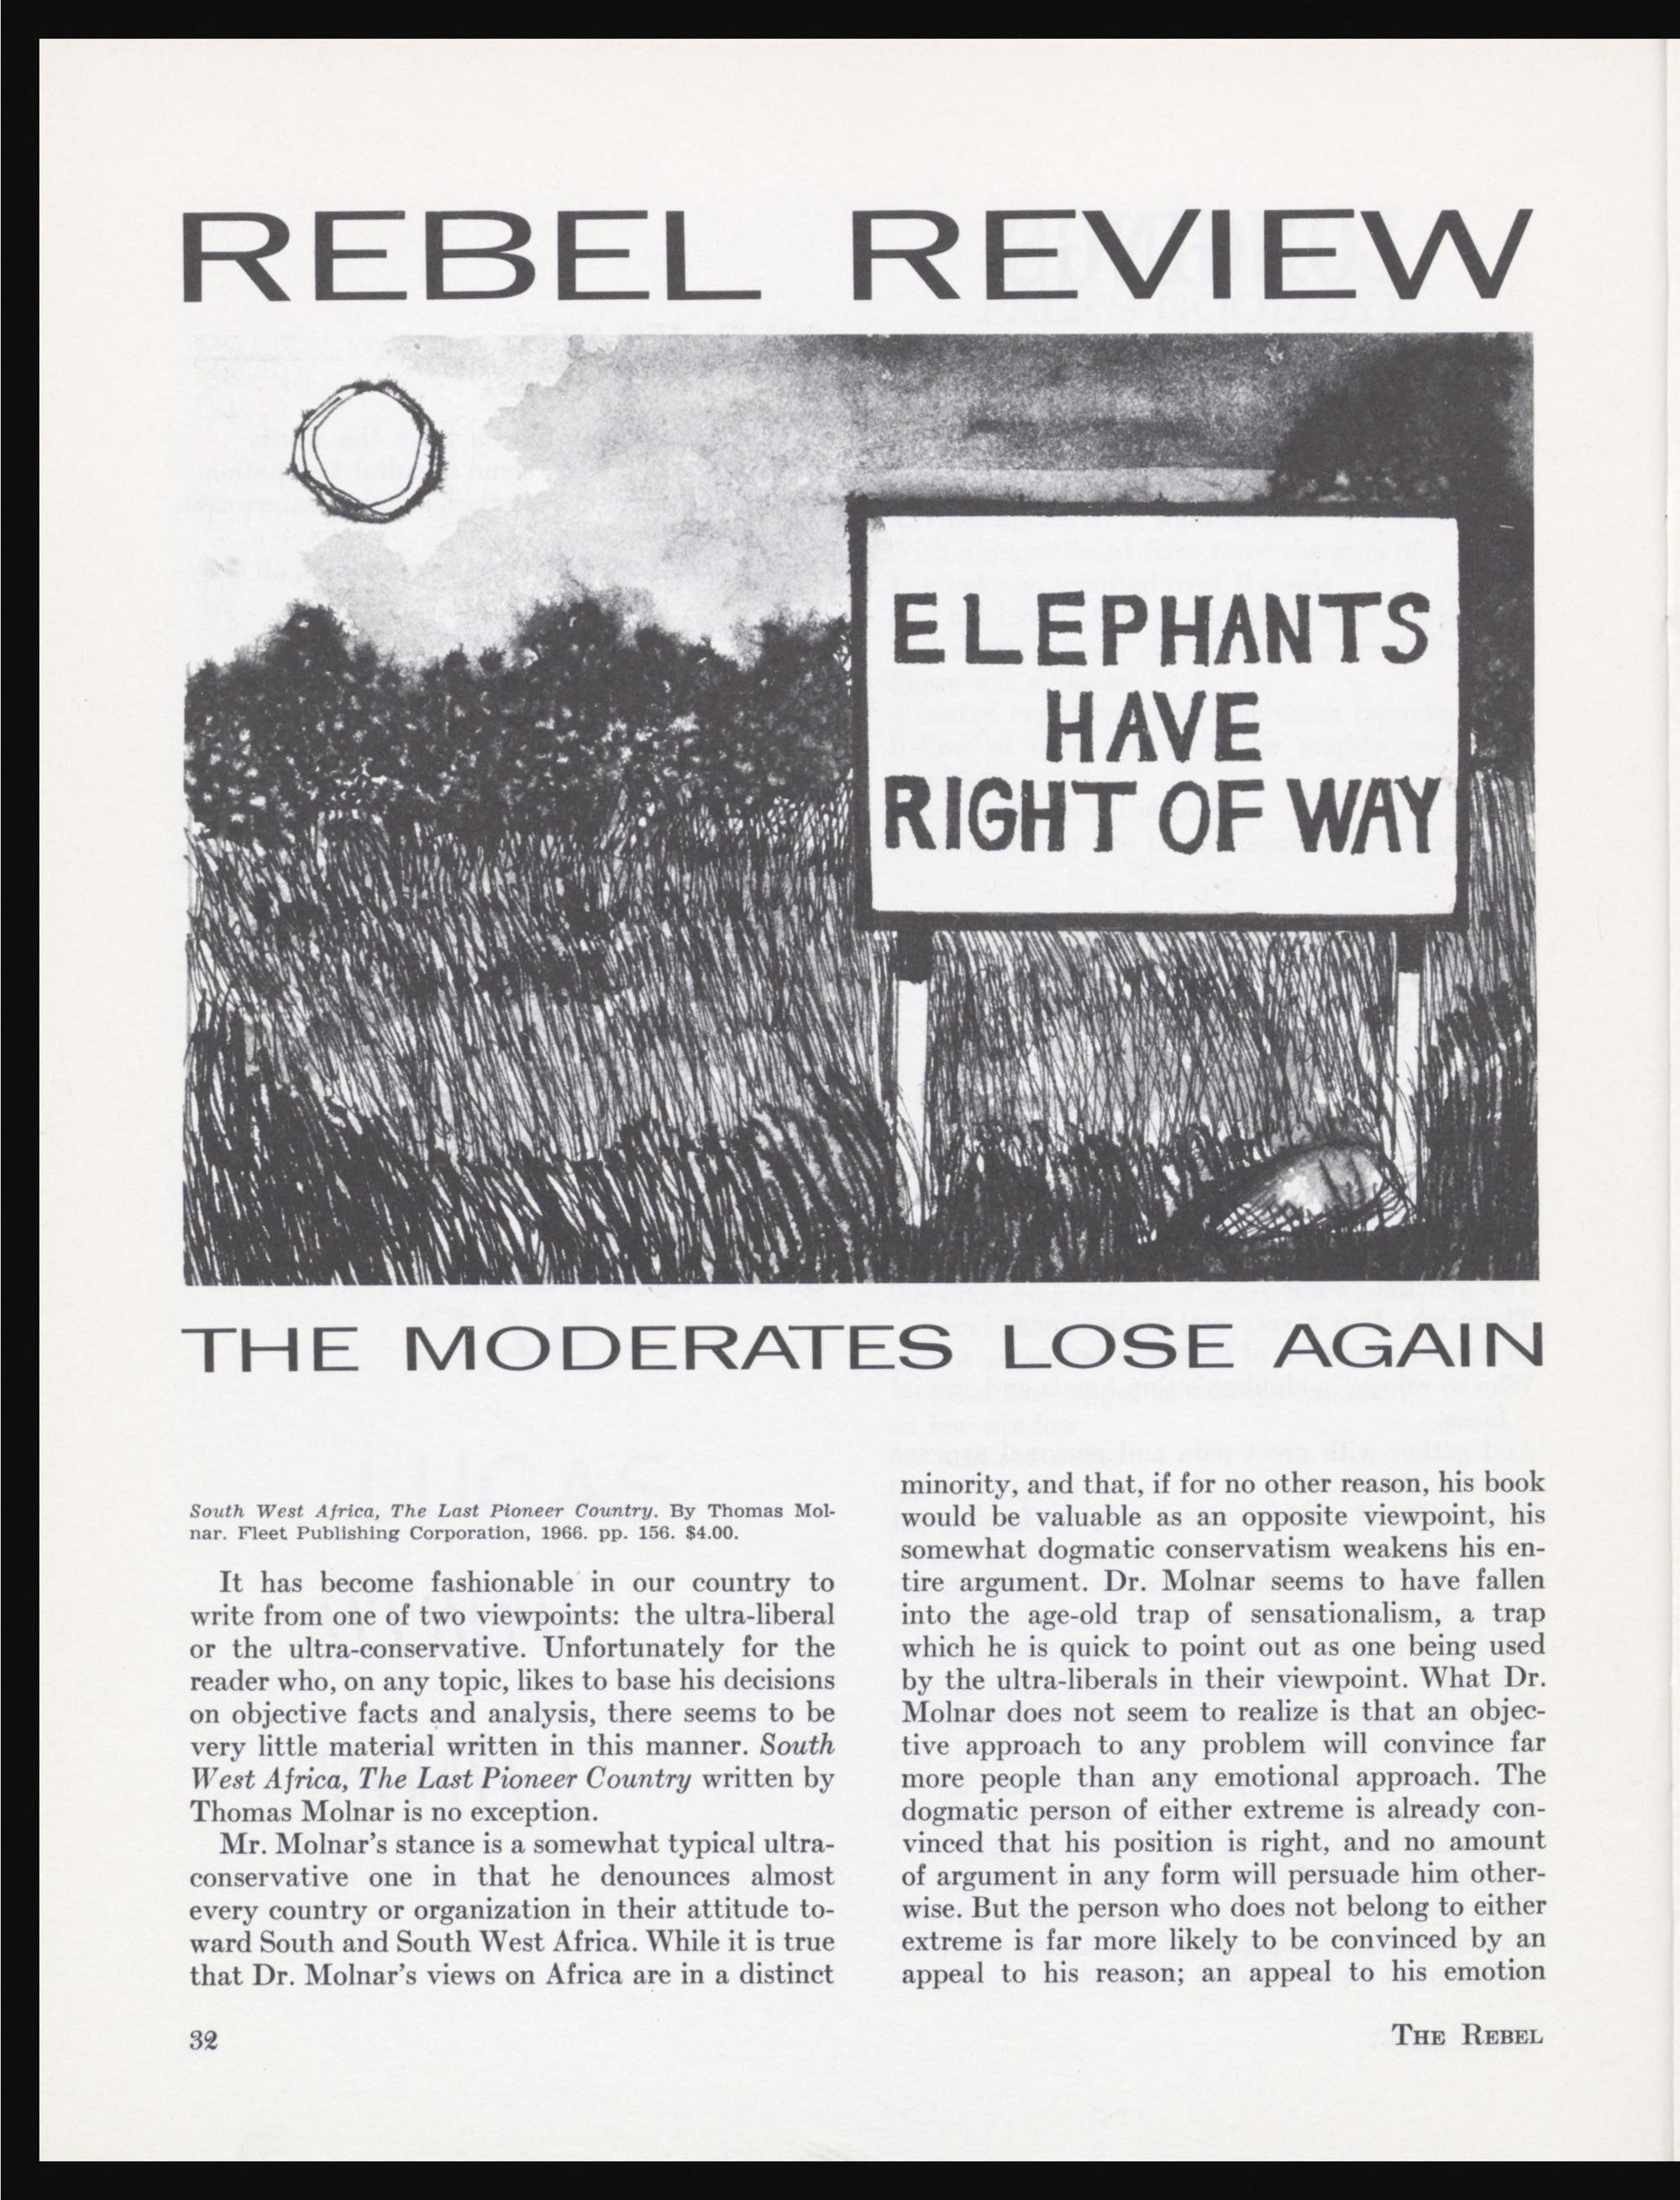 REBEL REVIEW
ELEPHANTS
HAVE
RIGHT OF WAY
THE MODERATES LOSE AGAIN
South West Africa, The Last Pioneer Country. By Thomas Mol-
nar. Fleet Publishing Corporation, 1966. pp. 156. $4.00.
It has become fashionable in our country to
write from one of two viewpoints: the ultra-liberal
or the ultra-conservative. Unfortunately for the
reader who, on any topic, likes to base his decisions
on objective facts and analysis, there seems to be
very little material written in this manner. South
West Africa, The Last Pioneer Country written by
Thomas Molnar is no exception.
Mr. Molnar's stance is a somewhat typical ultra-
conservative one in that he denounces almost
every country or organization in their attitude to-
ward South and South West Africa. While it is true
that Dr. Molnar's views on Africa are in a distinct
minority, and that, if for no other reason, his book
would be valuable as an opposite viewpoint, his
somewhat dogmatic conservatism weakens his en-
tire argument. Dr. Molnar seems to have fallen
into the age-old trap of sensationalism, a trap
which he is quick to point out as one being used
by the ultra-liberals in their viewpoint. What Dr.
Molnar does not seem to realize is that an objec-
tive approach to any problem will convince far
more people than any emotional approach. The
dogmatic person of either extreme is already con-
vinced that his position is right, and no amount
of argument in any form will persuade him other-
wise. But the person who does not belong to either
extreme is far more likely to be convinced by an
appeal to his reason; an appeal to his emotion
32
THE REBEL